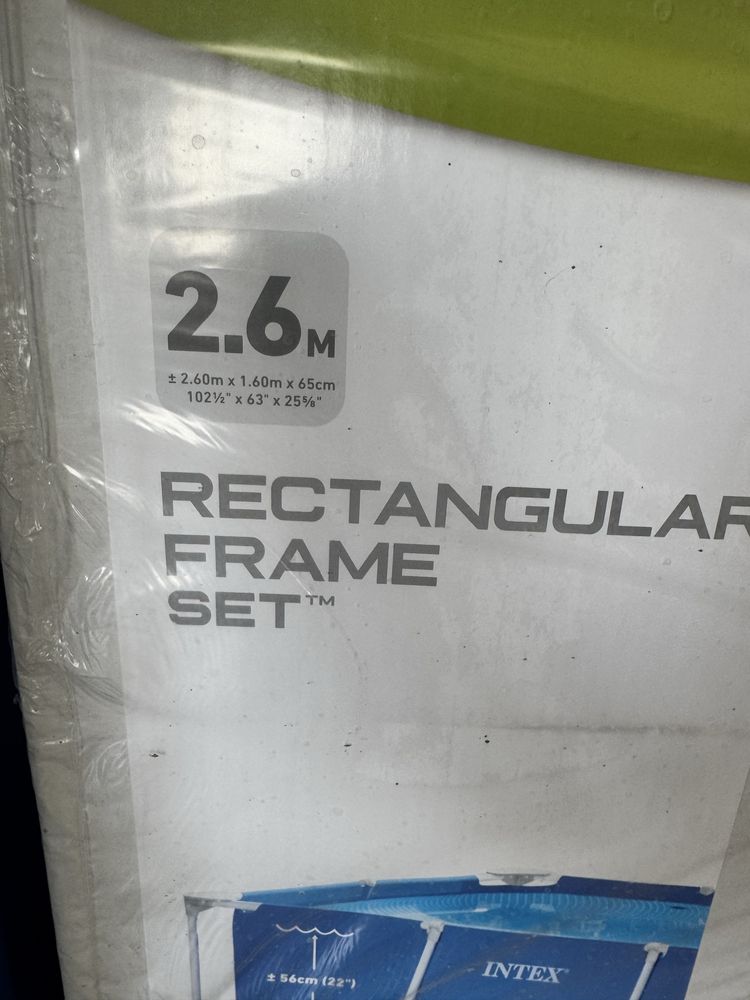 2.6M
± 2.60m x 1.60m x 65cm
102½" x 63" x 25⅝"
RECTANGULAR
FRAME
SET™
± 56cm (22")
INTEX